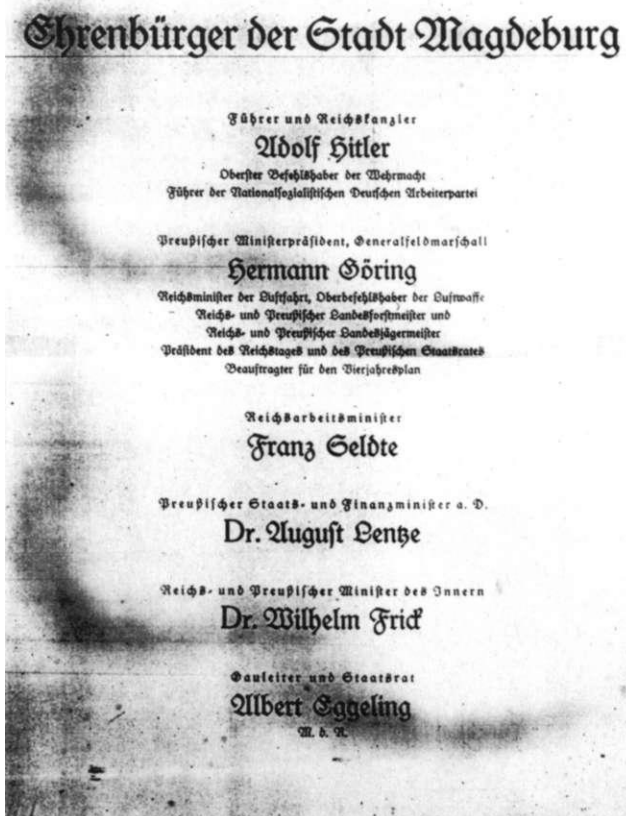 Ehrenbürger der Stadt Magdeburg
Führer und Reichskanzler
Adolf Hitler
Oberster Befehlshaber der Wehrmacht
Führer der Nationalsozialistischen Deutschen Arbeiterpartei
Preußischer Ministerpräsident, Generalfeldmarschall
Hermann Göring
Reichsminister der Luftfahrt, Oberbefehlshaber der Luftwaffe
Reichs- und Preußischer Landesforstmeister und
Reichs- und Preußischer Landesjägermeister
Präsident des Reichstages und des Preußischen Staatsrates
Beauftragter für den Vierjahresplan
Reichsarbeitsminister
Franz Seldte
Preußischer Staats- und Finanzminister a. D.
Dr. August Lentze
Reichs- und Preußischer Minister des Innern
Dr. Wilhelm Frick
Gauleiter und Staatsrat
Albert Eggeling
M. d. R.